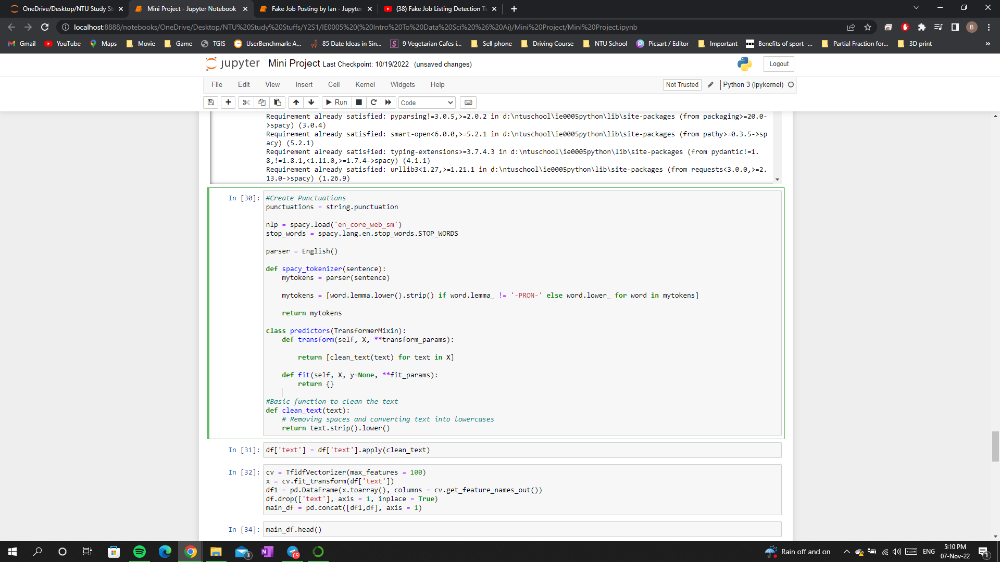 OneDrive/Desktop/NTU Study St
Mini Project - Jupyter Notebook
Fake Job Posting by Ian - Jupyter
(38) Fake Job Listing Detection Tu
localhost:8888/notebooks/OneDrive/Desktop/NTU%20Study%20Stuffs/Y2S1/IE0005%20(%20Intro%20To%20Data%20Sci%20%26%20Ai)/Mini%20Project/Mini%20Project.ipynb
B
Gmail
YouTube
Maps
Movie
Game
TGIS
UserBenchmark: A...
85 Date Ideas in Sin...
9 Vegetarian Cafes i...
Sell phone
Driving Course
NTU School
Picsart / Editor
Important
Benefits of sport -...
Partial Fraction for...
3D print
»
jupyter Mini Project Last Checkpoint: 10/19/2022 (unsaved changes)
Logout
File Edit View Insert Cell Kernel Widgets Help
Not Trusted
Python 3 (ipykernel)
Run
Code
Requirement already satisfied: pyparsing!=3.0.5,>=2.0.2 in d:\ntuschool\ie0005python\lib\site-packages (from packaging>=20.0-
>spacy) (3.0.4)
Requirement already satisfied: smart-open<6.0.0,>=5.2.1 in d:\ntuschool\ie0005python\lib\site-packages (from pathy>=0.3.5->sp
acy) (5.2.1)
Requirement already satisfied: typing-extensions>=3.7.4.3 in d:\ntuschool\ie0005python\lib\site-packages (from pydantic!=1.
8,!=1.8.1,<1.11.0,>=1.7.4->spacy) (4.1.1)
Requirement already satisfied: urllib3<1.27,>=1.21.1 in d:\ntuschool\ie0005python\lib\site-packages (from requests<3.0.0,>=2.
13.0->spacy) (1.26.9)
In [30]:
#Create Punctuations
punctuations = string.punctuation
nlp = spacy.load('en_core_web_sm')
stop_words = spacy.lang.en.stop_words.STOP_WORDS
parser = English()
def spacy_tokenizer(sentence):
    mytokens = parser(sentence)
    mytokens = [word.lemma.lower().strip() if word.lemma_ != '-PRON-' else word.lower_ for word in mytokens]
    return mytokens
class predictors(TransformerMixin):
    def transform(self, X, **transform_params):
        return [clean_text(text) for text in X]
    def fit(self, X, y=None, **fit_params):
        return {}
#Basic function to clean the text
def clean_text(text):
    # Removing spaces and converting text into lowercases
    return text.strip().lower()
In [31]:
df['text'] = df['text'].apply(clean_text)
In [32]:
cv = TfidfVectorizer(max_features = 100)
x = cv.fit_transform(df['text'])
df1 = pd.DataFrame(x.toarray(), columns = cv.get_feature_names_out())
df.drop(['text'], axis = 1, inplace = True)
main_df = pd.concat([df1,df], axis = 1)
In [34]:
main_df.head()
3
N
69
Rain off and on
ENG
5:10 PM
07-Nov-22
1